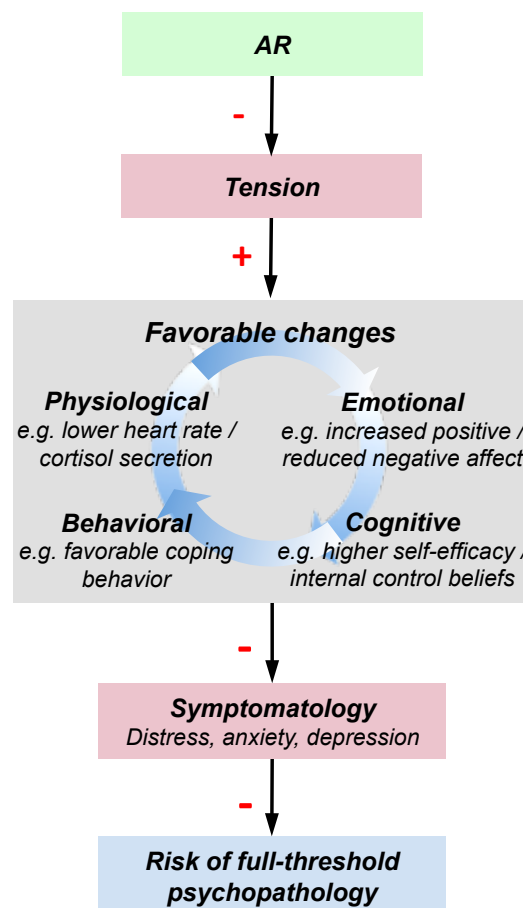 AR
-
Tension
+
Favorable changes
Physiological
e.g. lower heart rate /
cortisol secretion
Emotional
e.g. increased positive /
reduced negative affect
Behavioral
e.g. favorable coping
behavior
Cognitive
e.g. higher self-efficacy /
internal control beliefs
-
Symptomatology
Distress, anxiety, depression
-
Risk of full-threshold
psychopathology